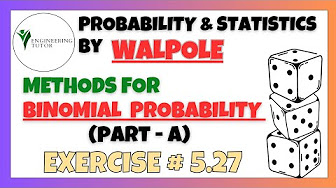 ENGINEERING
TUTOR
PROBABILITY & STATISTICS
BY WALPOLE
METHODS FOR
BINOMIAL PROBABILITY
(PART - A)
EXERCISE # 5.27